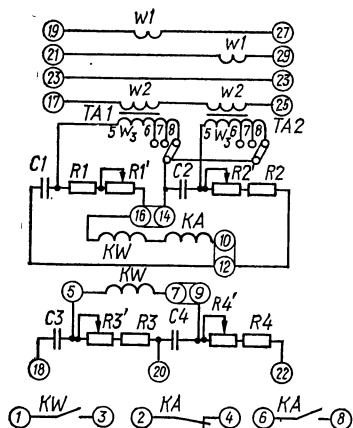 19 W1 27
21 W1 29
23 23
17 W2 W2 25
TA1 5 W3 6 7 8 5 W3 6 7 8 TA2
C1 R1 R1' C2 R2' R2
16 14
KW KA 10
12
KW
5 7 9
C3 R3' R3 C4 R4' R4
18 20 22
KW KA KA
1 3 2 4 6 8